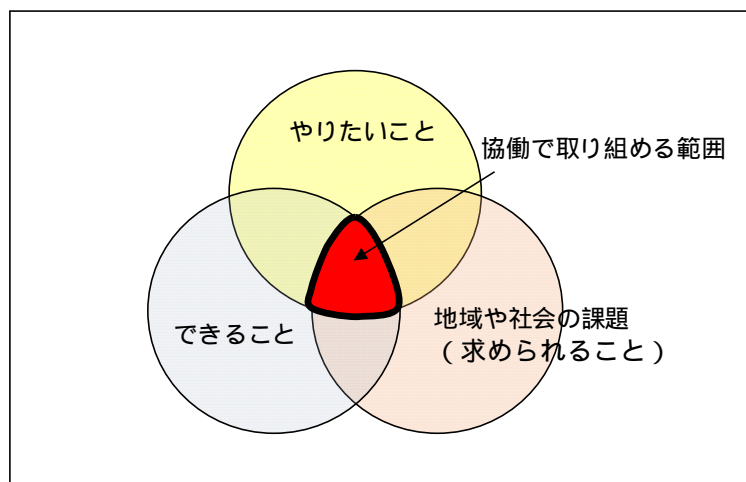 やりたいこと
協働で取り組める範囲
できること
地域や社会の課題
（求められること）